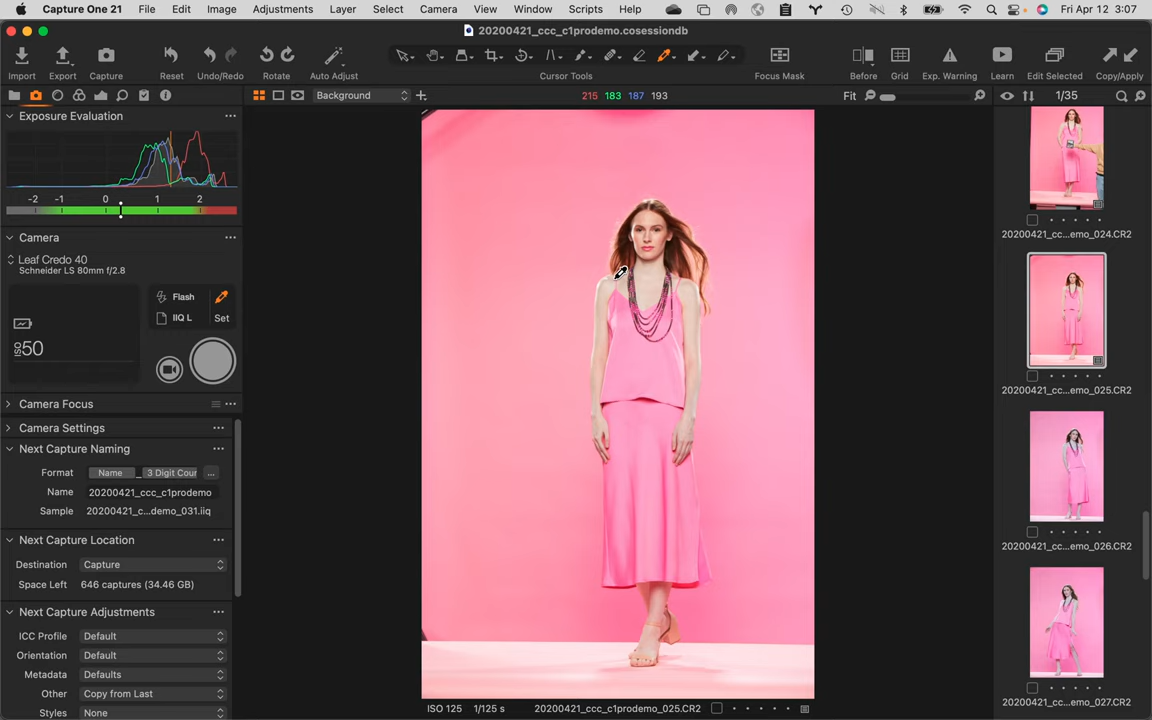 Capture One 21 File Edit Image Adjustments Layer Select Camera View Window Scripts Help Fri Apr 12 3:07
20200421_ccc_c1prodemo.cosessiondb
Import Export Capture Reset Undo/Redo Rotate Auto Adjust Cursor Tools Focus Mask Before Grid Exp. Warning Learn Edit Selected Copy/Apply
Background 215 183 187 193 Fit 1/35
Exposure Evaluation
-2 -1 0 1 2
Camera
Leaf Credo 40
Schneider LS 80mm f/2.8
Flash
IIQ L Set
ISO 50
Camera Focus
Camera Settings
Next Capture Naming
Format Name _ 3 Digit Cour ...
Name 20200421_ccc_c1prodemo
Sample 20200421_c...demo_031.iiq
Next Capture Location
Destination Capture
Space Left 646 captures (34.46 GB)
Next Capture Adjustments
ICC Profile Default
Orientation Default
Metadata Defaults
Other Copy from Last
Styles None
ISO 125 1/125 s 20200421_ccc_c1prodemo_025.CR2
20200421_cc...emo_024.CR2
20200421_cc...emo_025.CR2
20200421_cc...emo_026.CR2
20200421_cc...emo_027.CR2